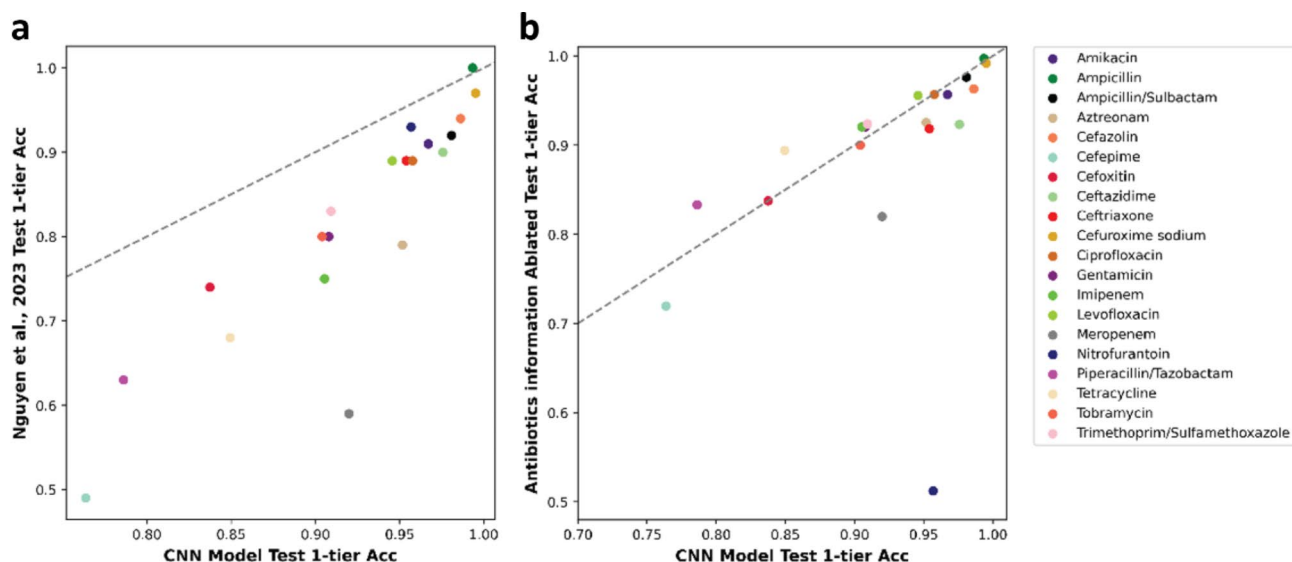 a
Nguyen et al., 2023 Test 1-tier Acc
1.0
0.9
0.8
0.7
0.6
0.5
0.80 0.85 0.90 0.95 1.00
CNN Model Test 1-tier Acc
b
Antibiotics information Ablated Test 1-tier Acc
1.0
0.9
0.8
0.7
0.6
0.5
0.70 0.75 0.80 0.85 0.90 0.95 1.00
CNN Model Test 1-tier Acc
Amikacin
Ampicillin
Ampicillin/Sulbactam
Aztreonam
Cefazolin
Cefepime
Cefoxitin
Ceftazidime
Ceftriaxone
Cefuroxime sodium
Ciprofloxacin
Gentamicin
Imipenem
Levofloxacin
Meropenem
Nitrofurantoin
Piperacillin/Tazobactam
Tetracycline
Tobramycin
Trimethoprim/Sulfamethoxazole